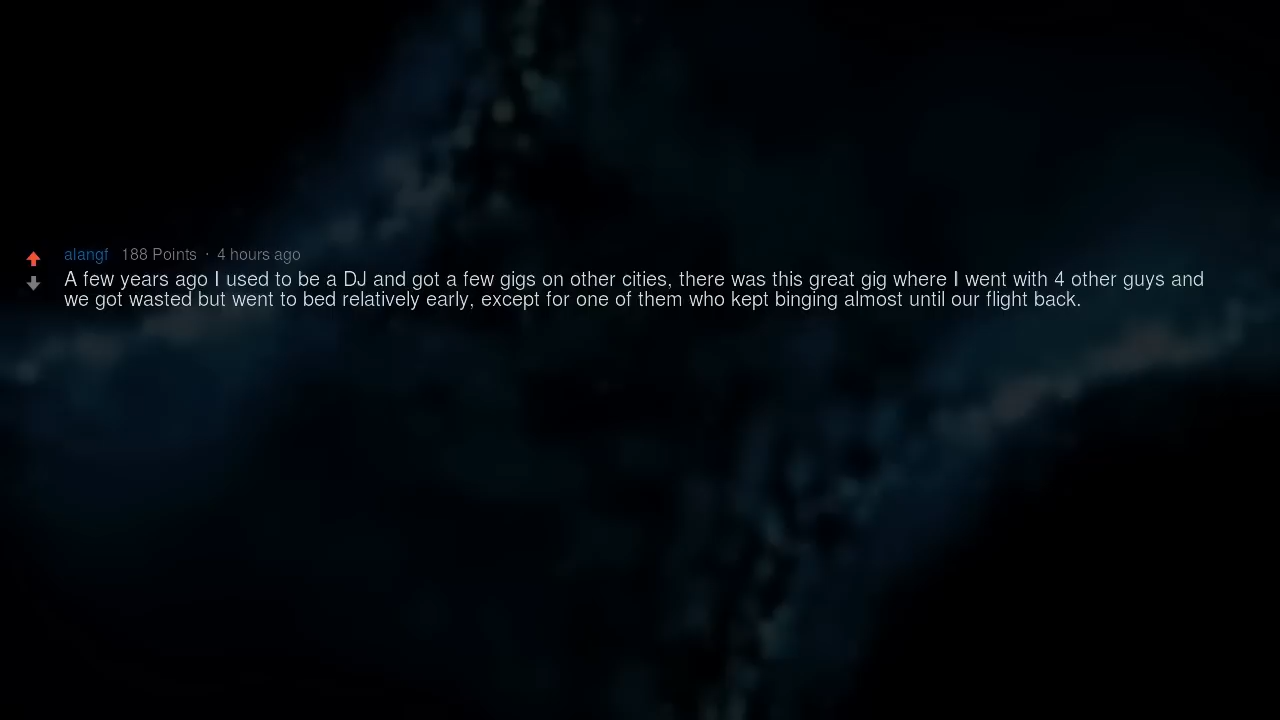 alangf 188 Points · 4 hours ago
A few years ago I used to be a DJ and got a few gigs on other cities, there was this great gig where I went with 4 other guys and
we got wasted but went to bed relatively early, except for one of them who kept binging almost until our flight back.